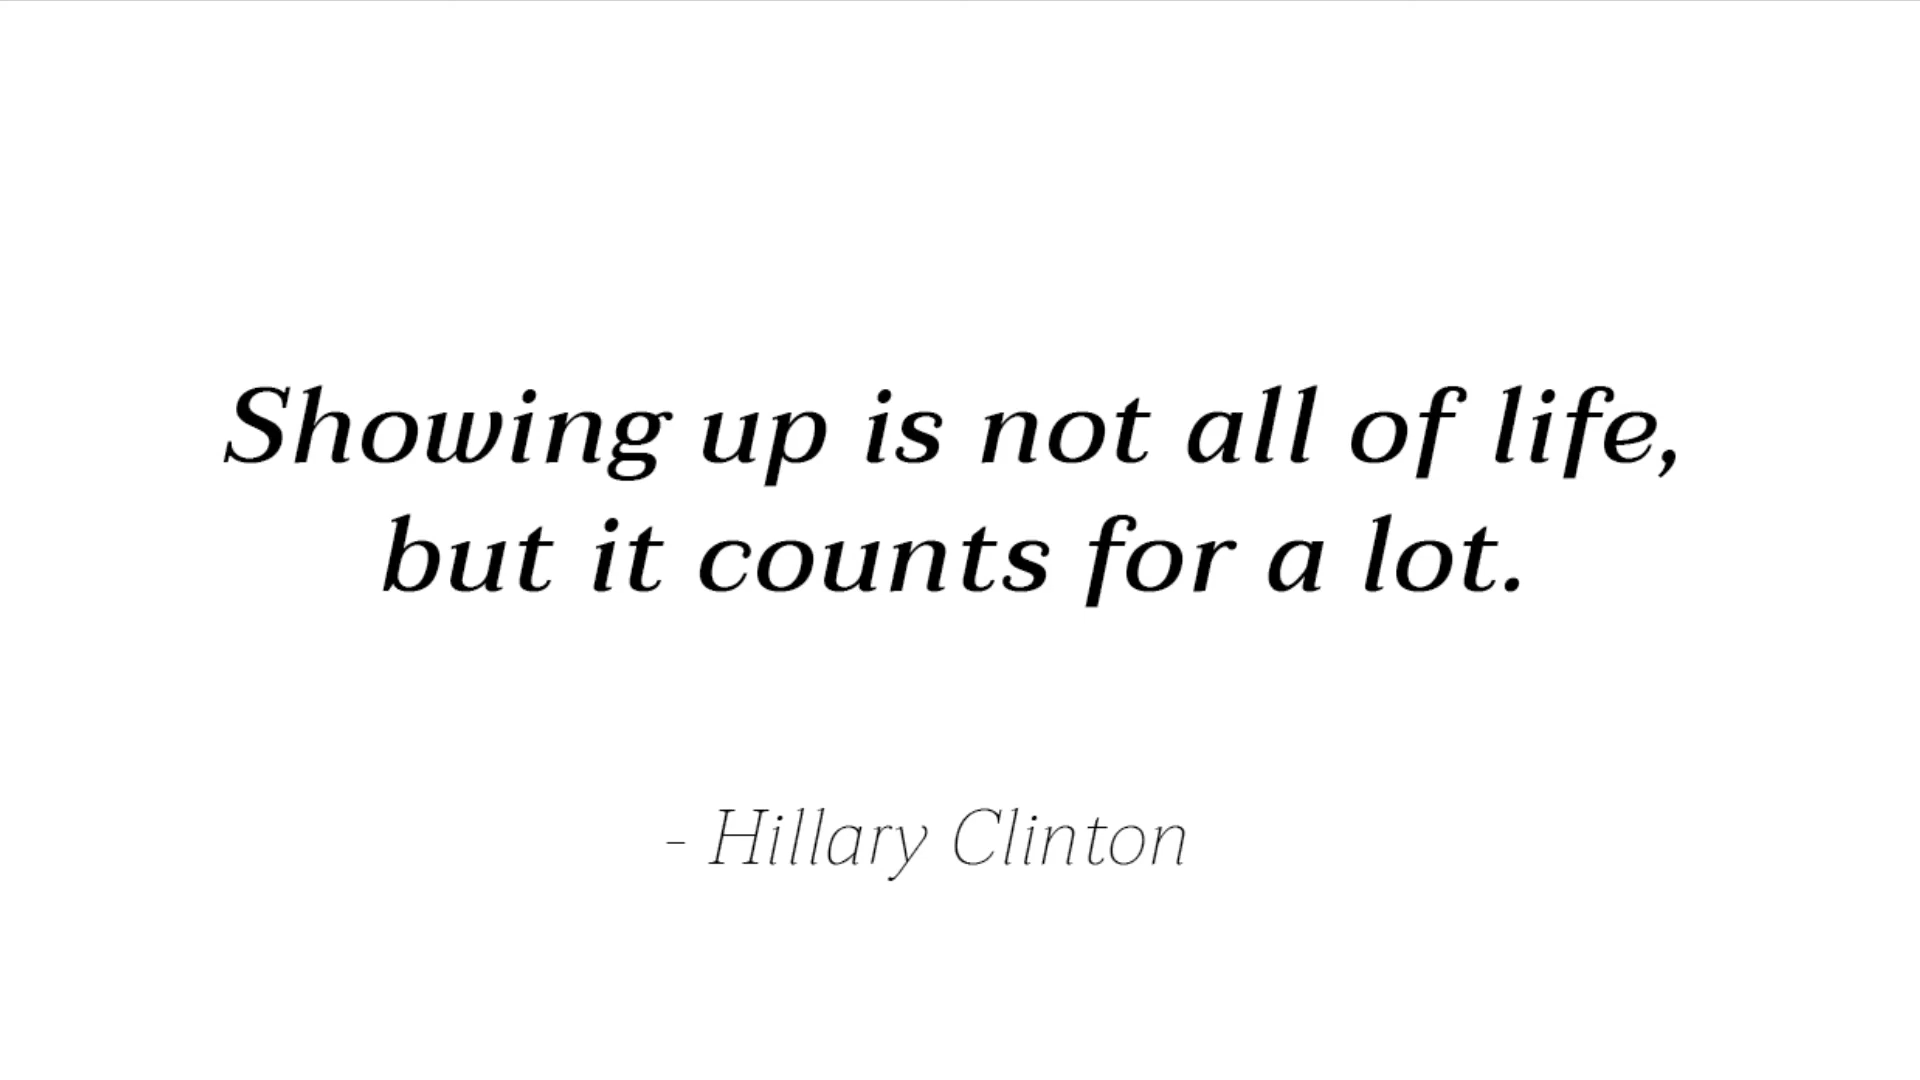 Showing up is not all of life,
but it counts for a lot.
- Hillary Clinton